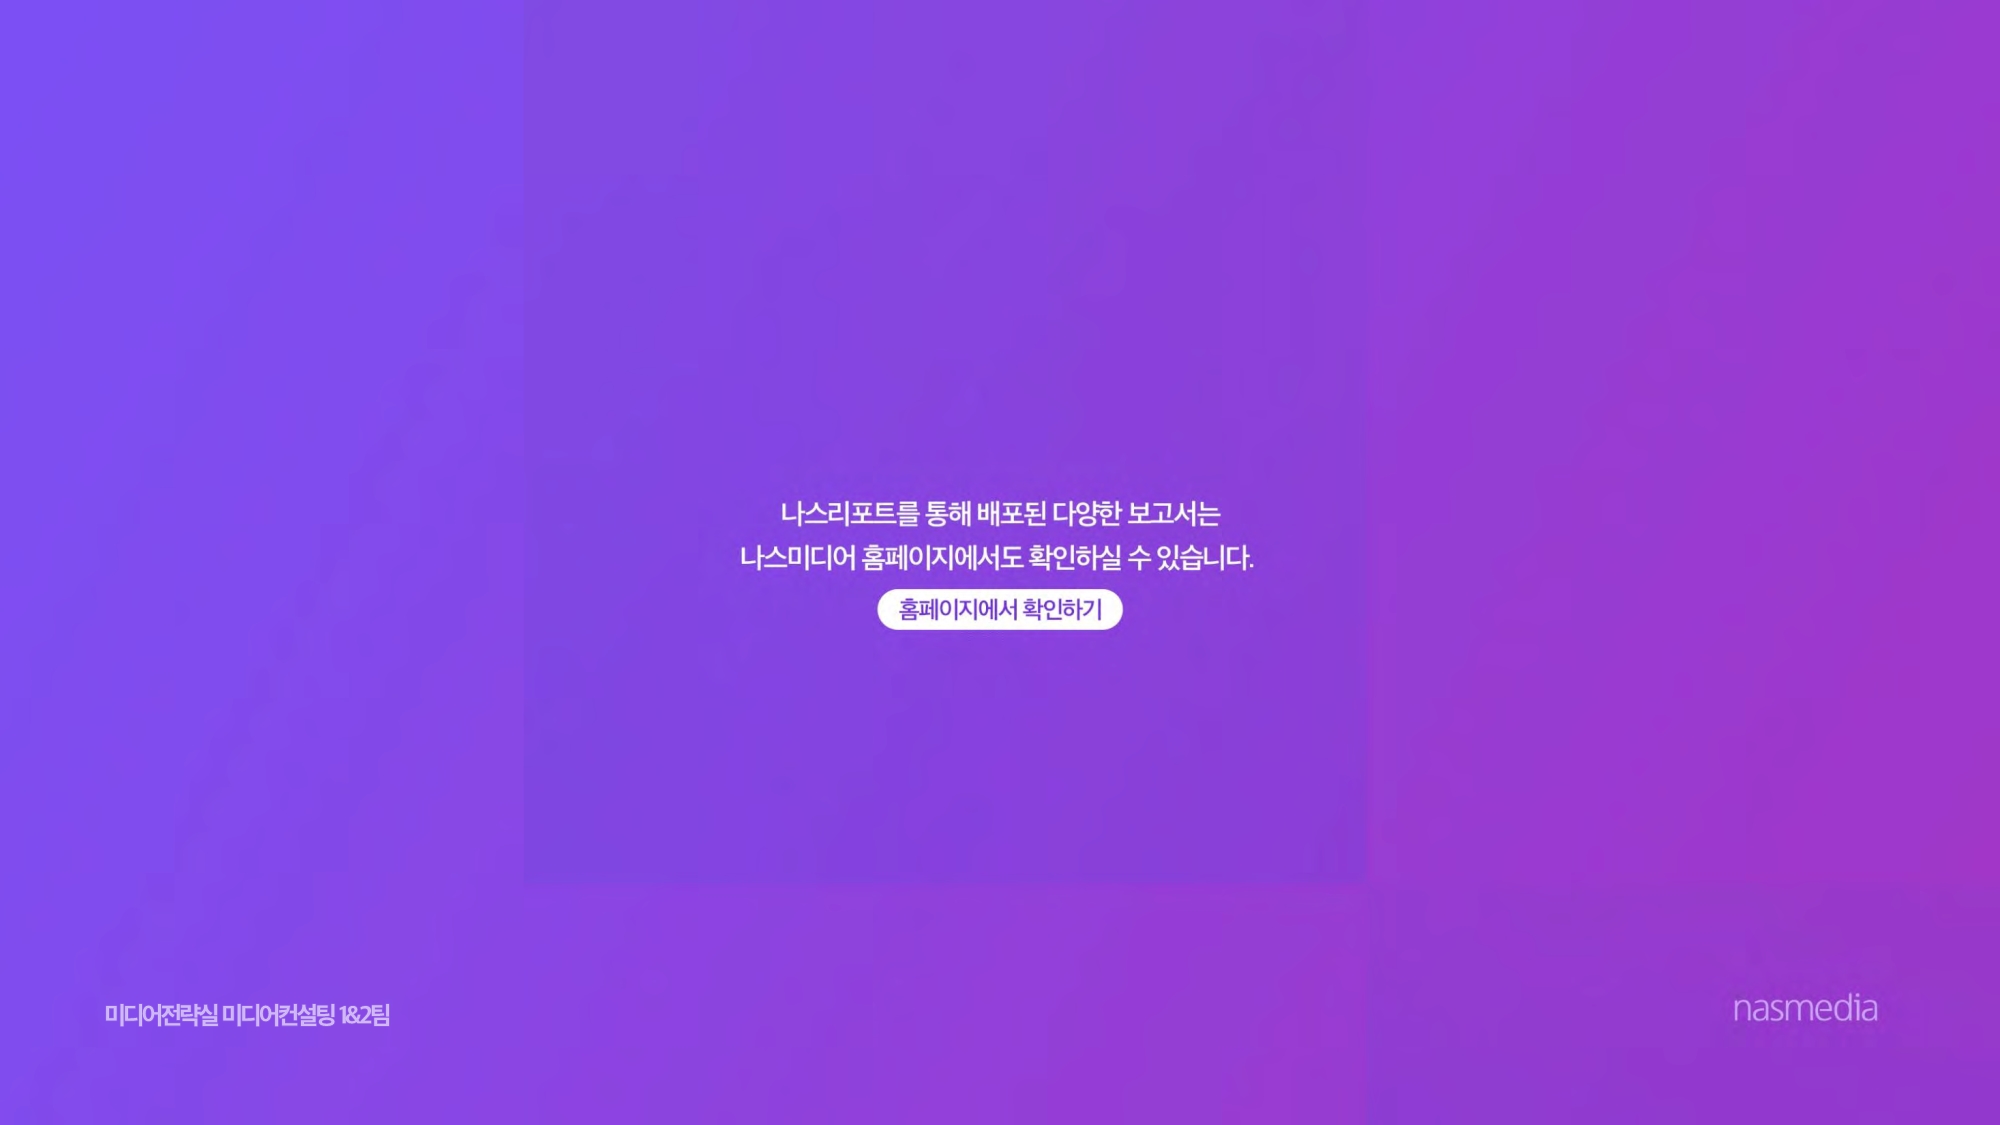 나스리포트를 통해 배포된 다양한 보고서는
나스미디어 홈페이지에서도 확인하실 수 있습니다.
홈페이지에서 확인하기
미디어전략실 미디어컨설팅 1&2팀
nasmedia